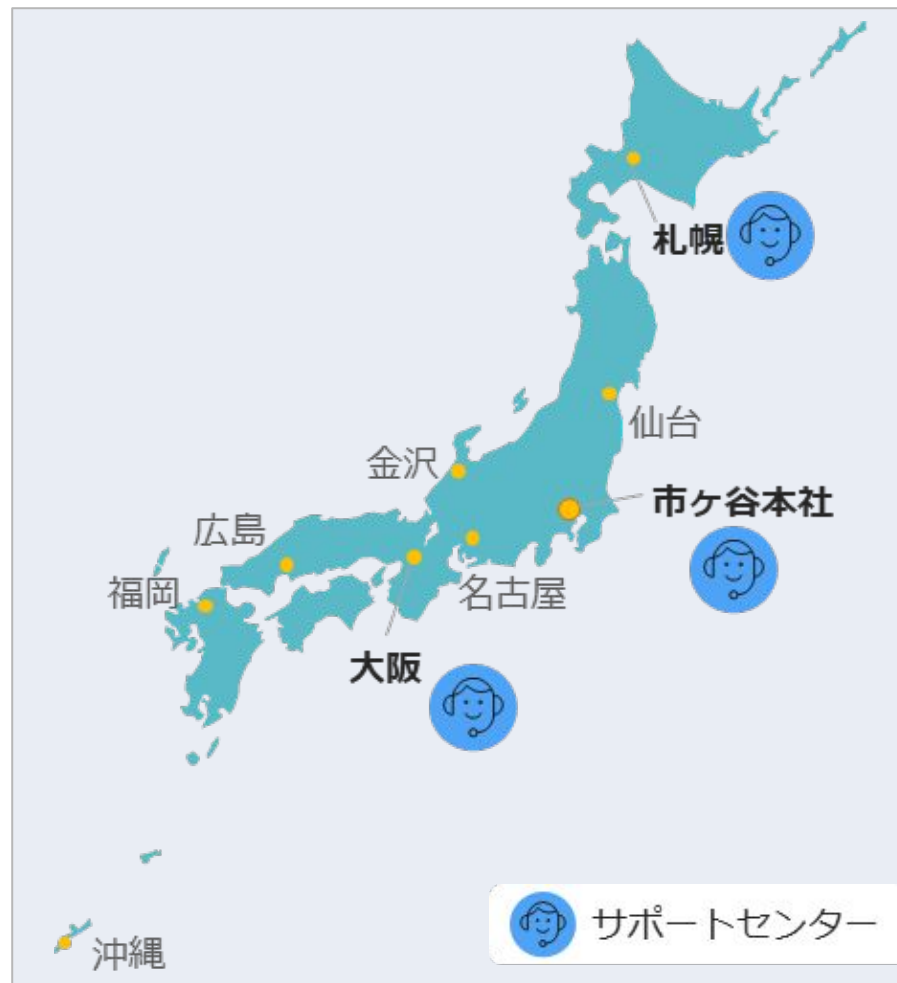 札幌
仙台
金沢
市ヶ谷本社
広島
福岡
名古屋
大阪
サポートセンター
沖縄